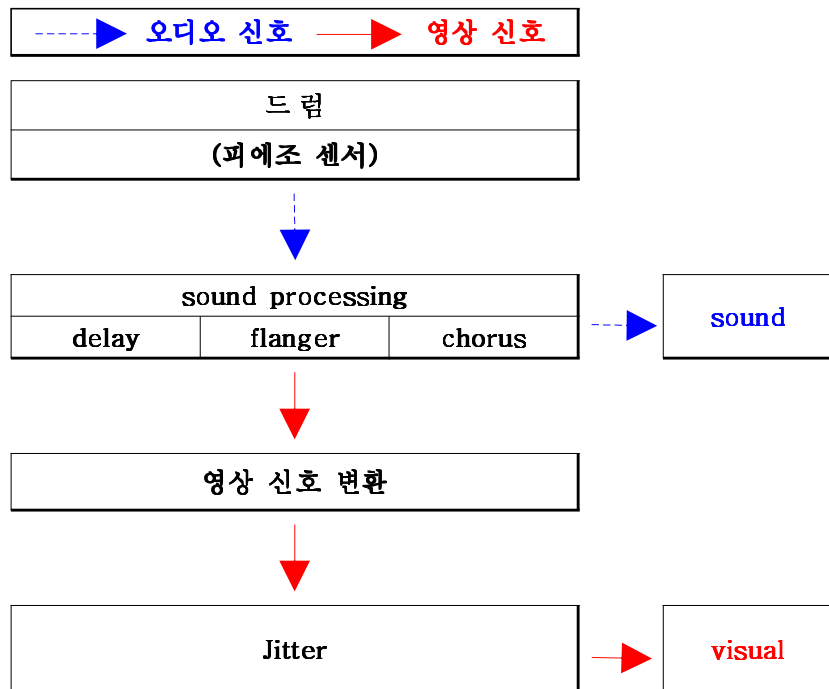 오디오 신호 영상 신호
드럼
(피에조 센서)
sound processing
delay flanger chorus
sound
영상 신호 변환
Jitter
visual